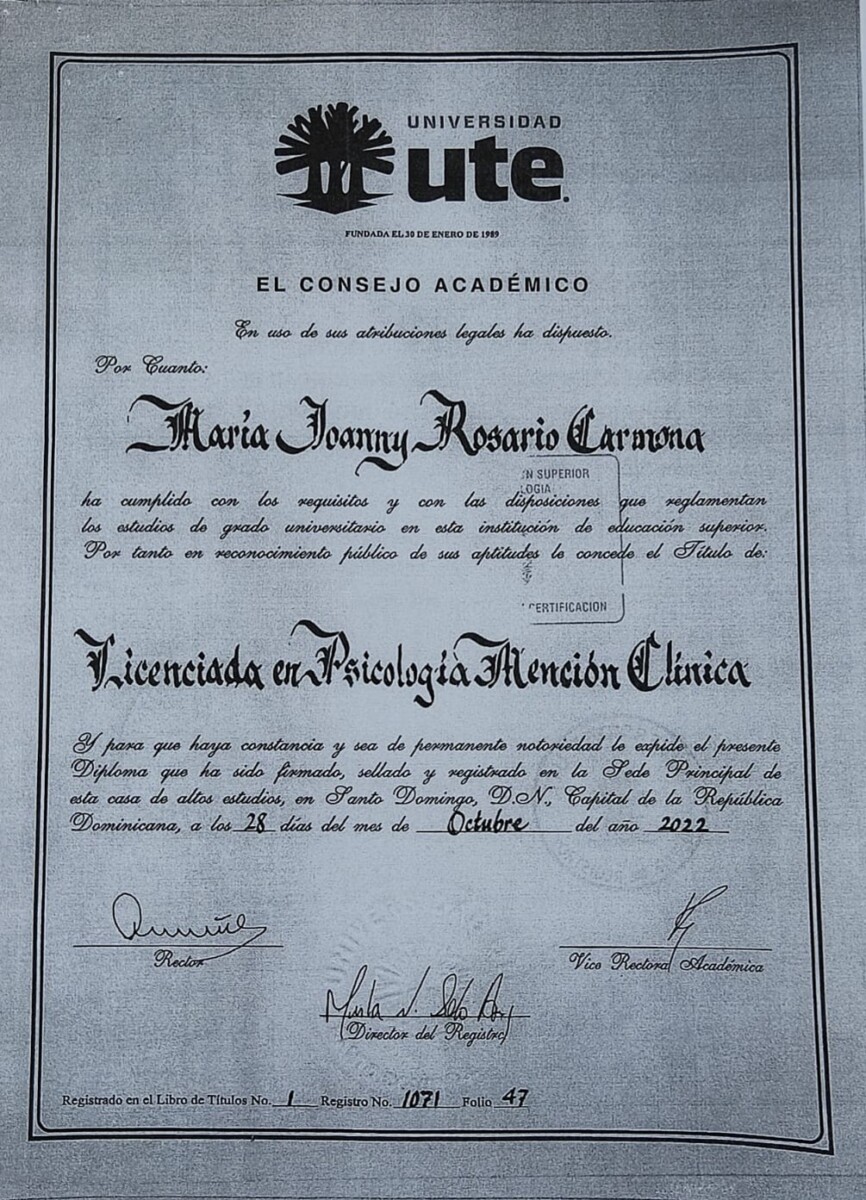 UNIVERSIDAD
ute.
FUNDADA EL 30 DE ENERO DE 1989
EL CONSEJO ACADÉMICO
En uso de sus atribuciones legales ha dispuesto.
Por Cuanto:
María Joanny Rosario Carmona
N SUPERIOR
LOGIA
ha cumplido con los requisitos y con las disposiciones que reglamentan
los estudios de grado universitario en esta institución de educación superior.
Por tanto en reconocimiento público de sus aptitudes le concede el Título de:
CERTIFICACION
Licenciada en Psicología Mención Clínica
Y para que haya constancia y sea de permanente notoriedad le expide el presente
Diploma que ha sido firmado, sellado y registrado en la Sede Principal de
esta casa de altos estudios, en Santo Domingo, D.N., Capital de la República
Dominicana, a los 28 días del mes de Octubre del año 2022
Rector
Vice Rectora Académica
Director del Registro
Registrado en el Libro de Títulos No. 1 Registro No. 1071 Folio 47